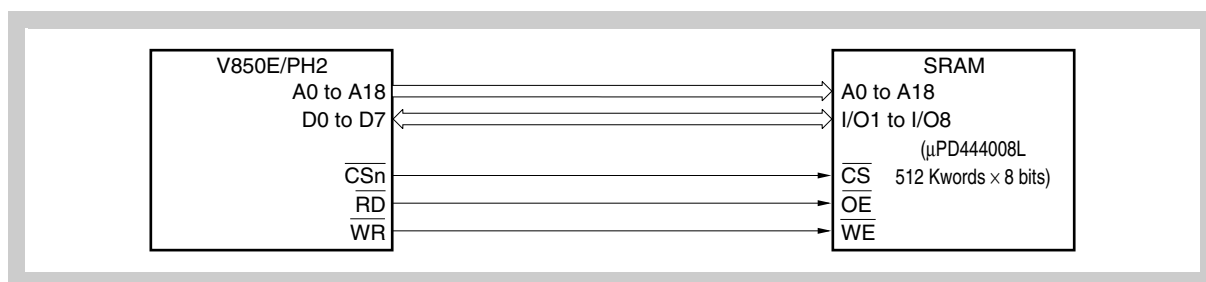 V850E/PH2
A0 to A18
D0 to D7
CSn
RD
WR
SRAM
A0 to A18
I/O1 to I/O8
(μPD444008L
CS 512 Kwords × 8 bits)
OE
WE